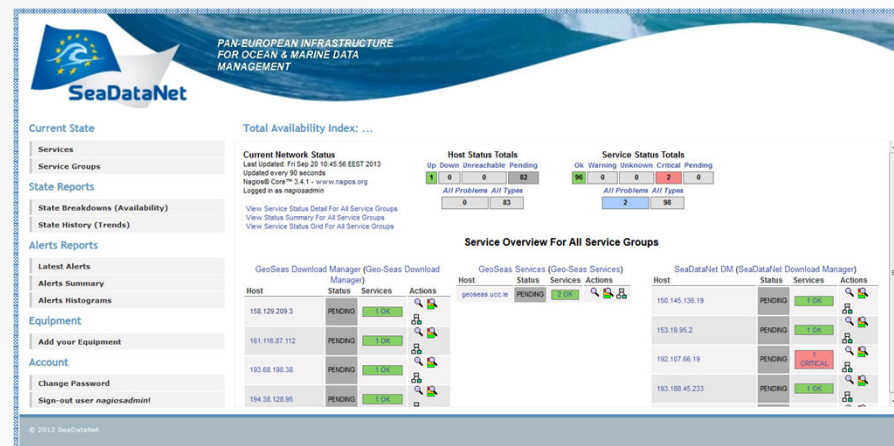 PAN-EUROPEAN INFRASTRUCTURE
FOR OCEAN & MARINE DATA
MANAGEMENT
SeaDataNet
Current State
Services
Service Groups
State Reports
State Breakdowns (Availability)
State History (Trends)
Alerts Reports
Latest Alerts
Alerts Summary
Alerts Histograms
Equipment
Add your Equipment
Account
Change Password
Sign-out user nagiosadmin!
Total Availability Index: ...
Current Network Status
Last Updated: Fri Sep 20 10:45:56 EEST 2013
Updated every 90 seconds
Nagios® Core™ 3.4.1 - www.nagios.org
Logged in as nagiosadmin
View Service Status Detail For All Service Groups
View Status Summary For All Service Groups
View Service Status Grid For All Service Groups
Host Status Totals
Up Down Unreachable Pending
1 0 0 82
All Problems All Types
0 83
Service Status Totals
Ok Warning Unknown Critical Pending
96 0 0 2 0
All Problems All Types
2 98
Service Overview For All Service Groups
GeoSeas Download Manager (Geo-Seas Download
Manager)
Host Status Services Actions
158.129.209.3 PENDING 1 OK
161.116.87.112 PENDING 1 OK
193.68.190.38 PENDING 1 OK
194.38.128.95 PENDING 1 OK
GeoSeas Services (Geo-Seas Services)
Host Status Services Actions
geoseas.ucc.ie PENDING 2 OK
SeaDataNet DM (SeaDataNet Download Manager)
Host Status Services Actions
150.145.136.19 PENDING 1 OK
153.19.95.2 PENDING 1 OK
192.107.66.19 PENDING 1
CRITICAL
193.188.45.233 PENDING 1 OK
© 2013 SeaDataNet